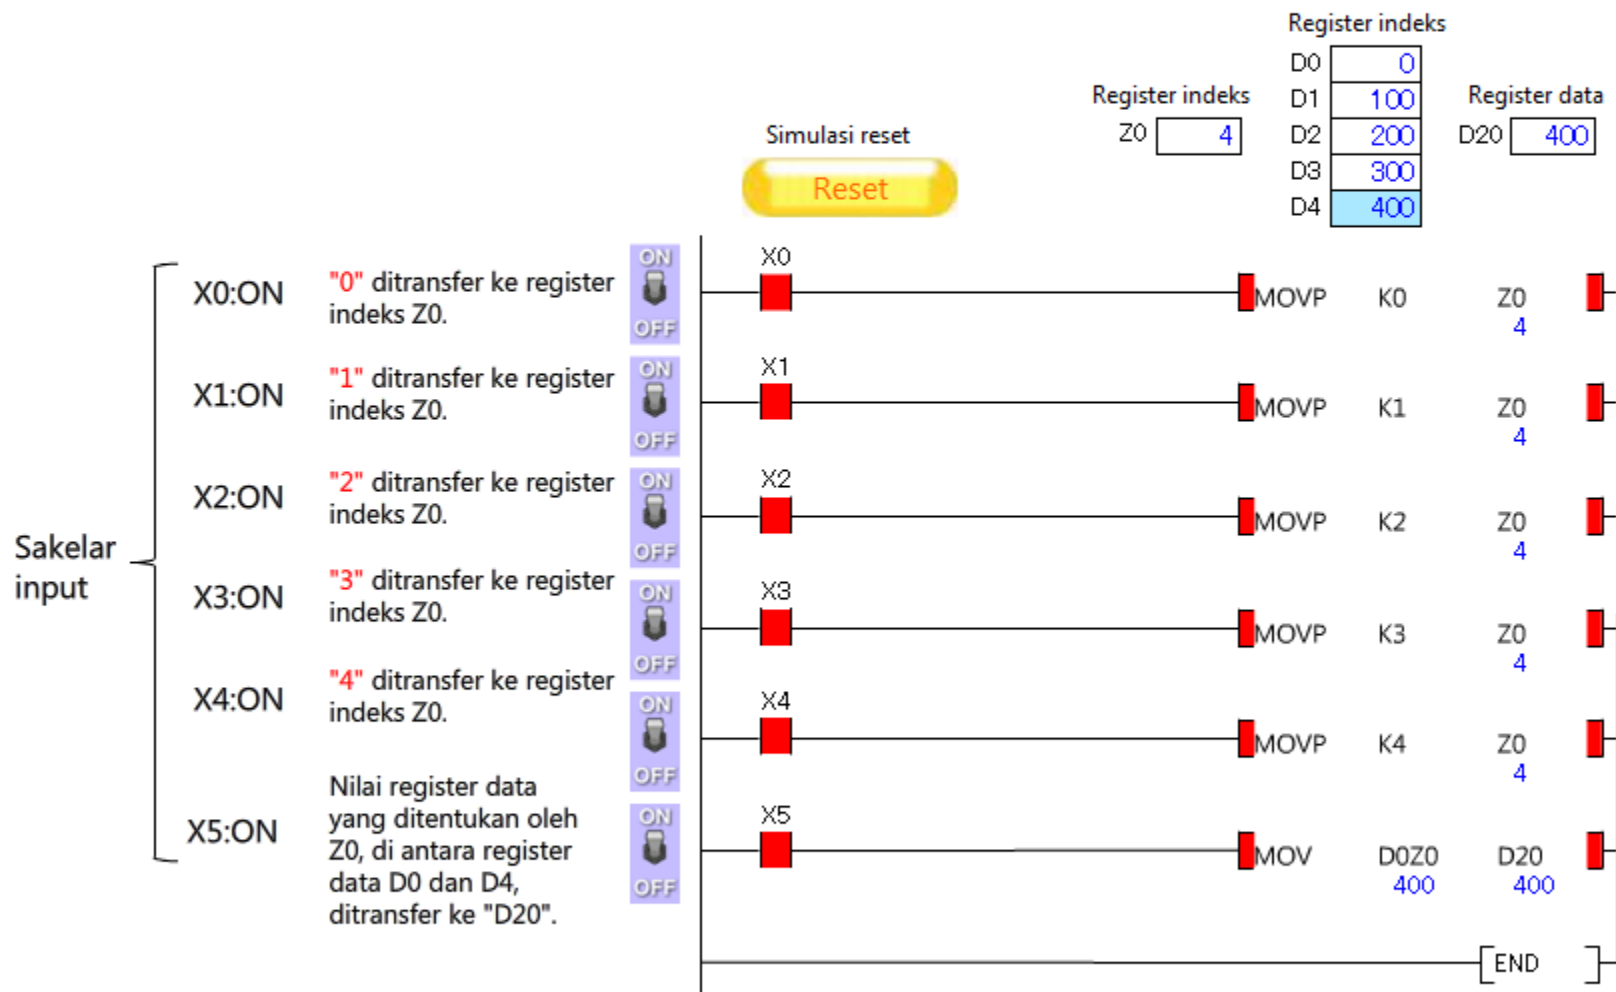 Register indeks
D0 0
Register indeks
D1 100
Register data
Simulasi reset
Z0 4
D2 200
D20 400
D3 300
Reset
D4 400
Sakelar
input
X0:ON
"0" ditransfer ke register
indeks Z0.
ON
OFF
X0
MOVP K0 Z0
4
X1:ON
"1" ditransfer ke register
indeks Z0.
ON
OFF
X1
MOVP K1 Z0
4
X2:ON
"2" ditransfer ke register
indeks Z0.
ON
OFF
X2
MOVP K2 Z0
4
X3:ON
"3" ditransfer ke register
indeks Z0.
ON
OFF
X3
MOVP K3 Z0
4
X4:ON
"4" ditransfer ke register
indeks Z0.
ON
OFF
X4
MOVP K4 Z0
4
X5:ON
Nilai register data
yang ditentukan oleh
Z0, di antara register
data D0 dan D4,
ditransfer ke "D20".
ON
OFF
X5
MOV D0Z0 D20
400 400
END